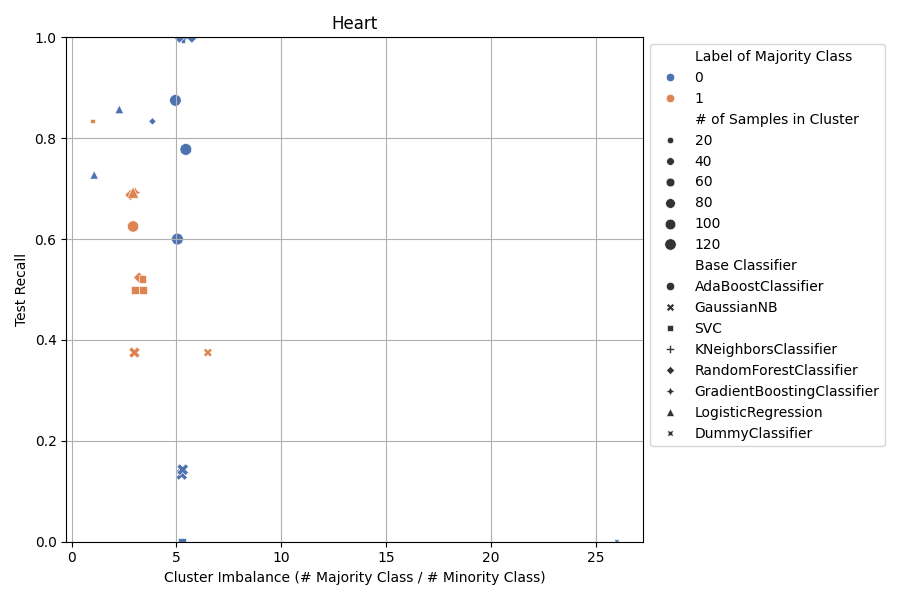 Heart
1.0
0.8
0.6
0.4
0.2
0.0
Test Recall
0
5
10
15
20
25
Cluster Imbalance (# Majority Class / # Minority Class)
Label of Majority Class
0
1
# of Samples in Cluster
20
40
60
80
100
120
Base Classifier
AdaBoostClassifier
GaussianNB
SVC
KNeighborsClassifier
RandomForestClassifier
GradientBoostingClassifier
LogisticRegression
DummyClassifier